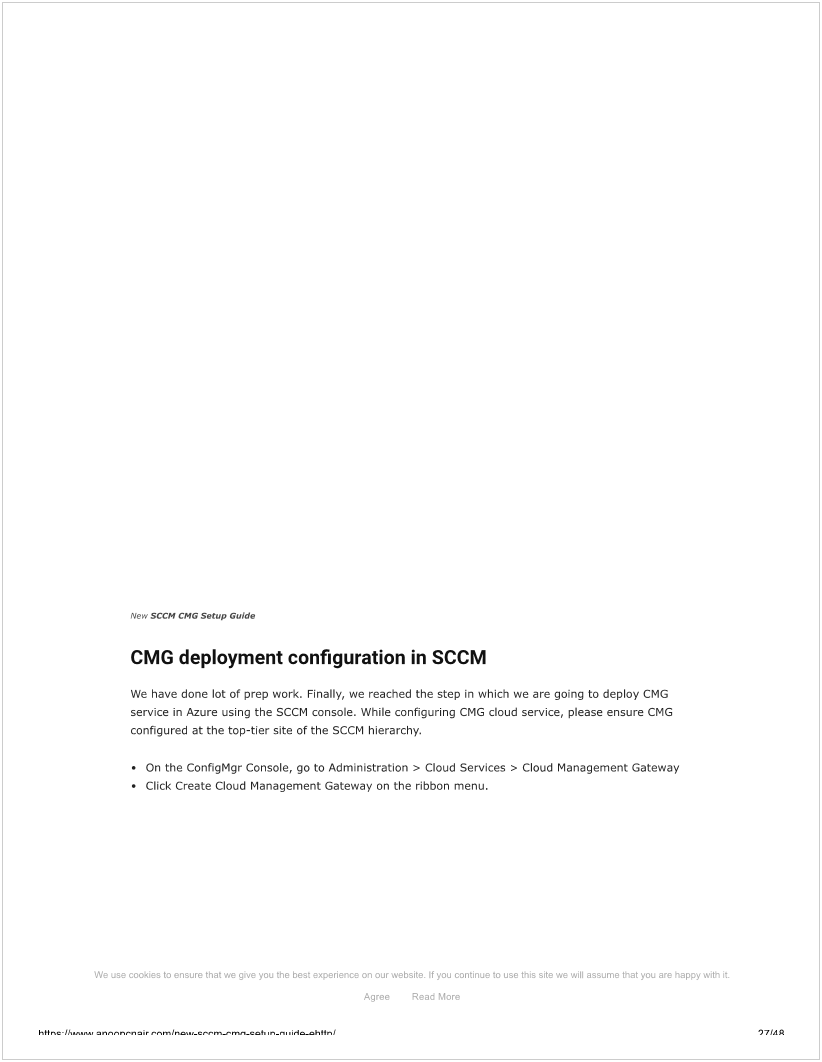 New SCCM CMG Setup Guide
CMG deployment configuration in SCCM
We have done lot of prep work. Finally, we reached the step in which we are going to deploy CMG
service in Azure using the SCCM console. While configuring CMG cloud service, please ensure CMG
configured at the top-tier site of the SCCM hierarchy.
• On the ConfigMgr Console, go to Administration > Cloud Services > Cloud Management Gateway
• Click Create Cloud Management Gateway on the ribbon menu.
We use cookies to ensure that we give you the best experience on our website. If you continue to use this site we will assume that you are happy with it.
Agree Read More
https://www.anoopcnair.com/new-sccm-cmg-setup-guide-ehttp/ 27/48